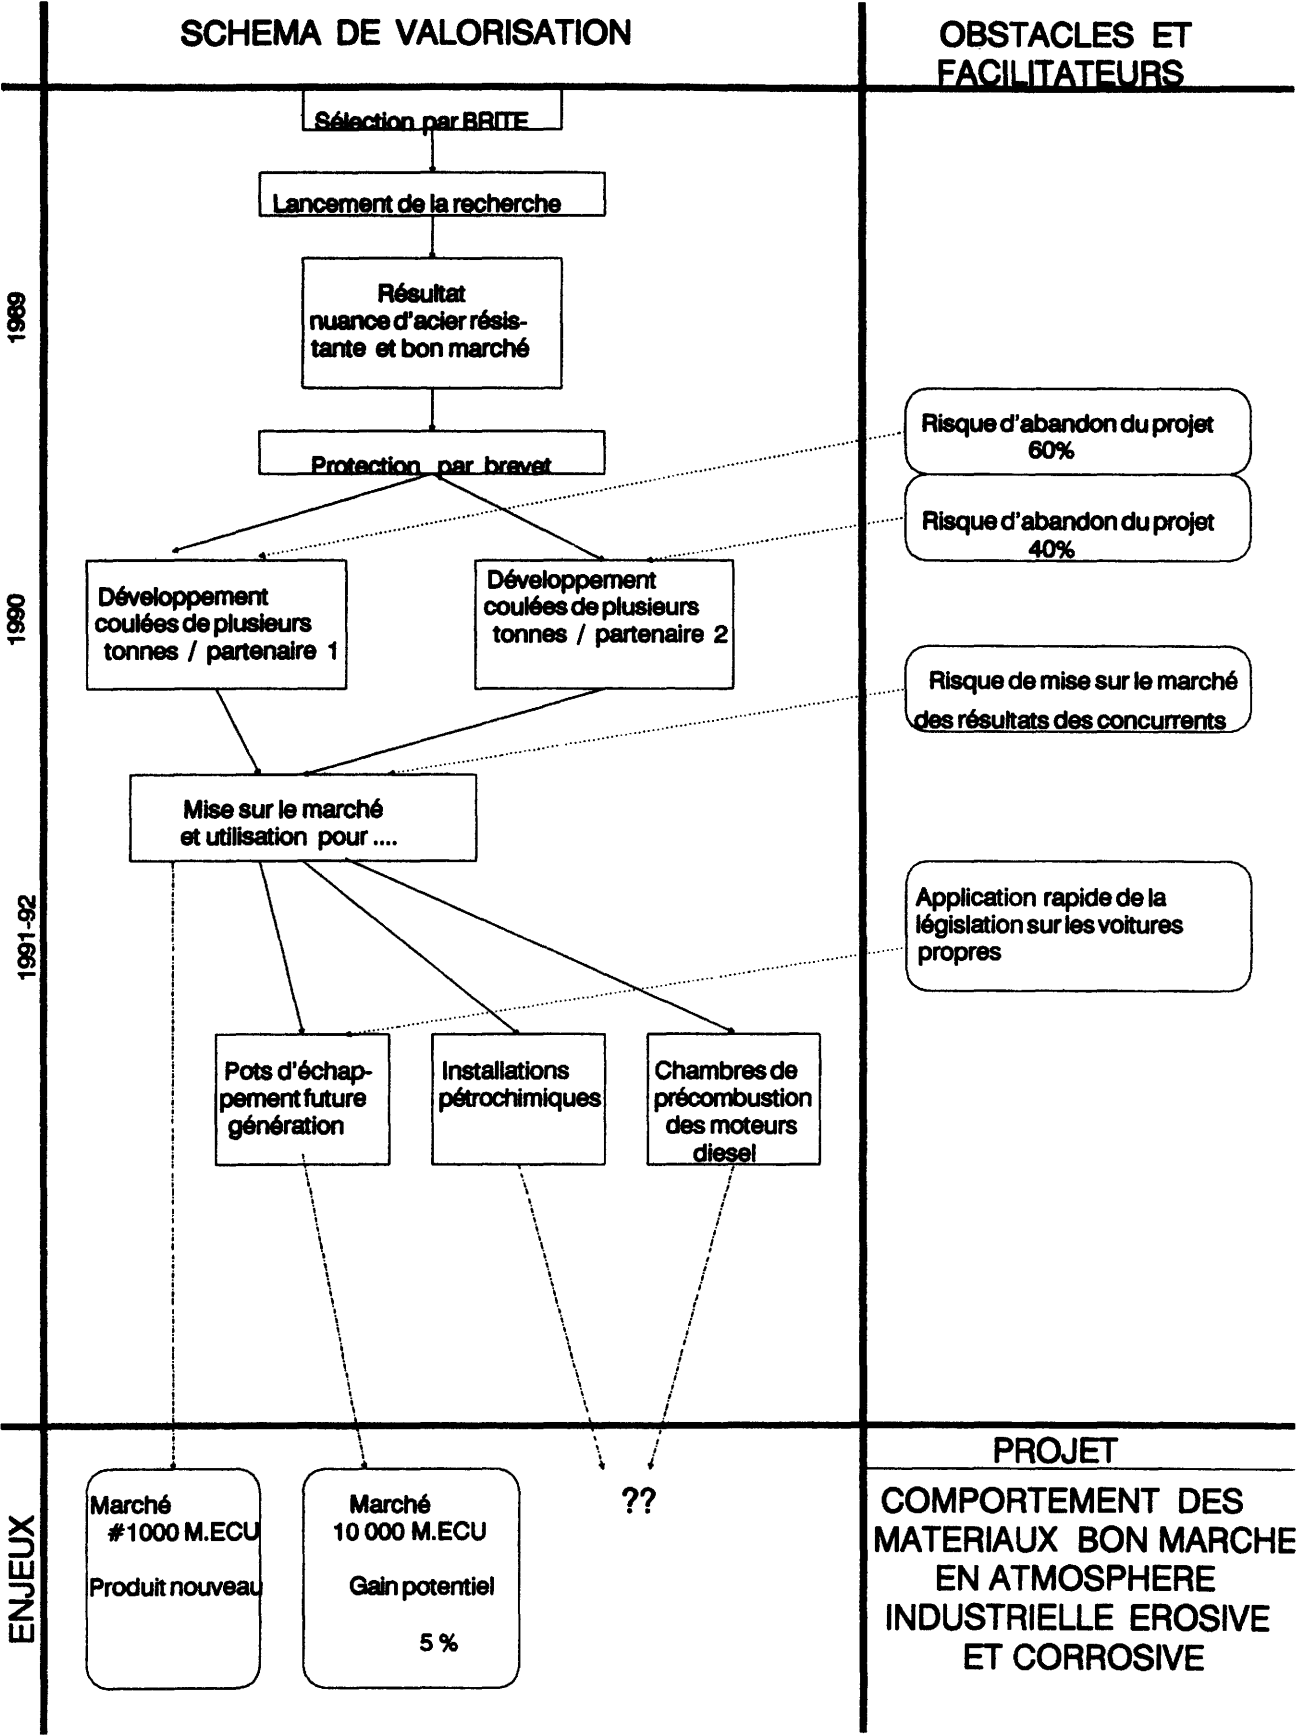 SCHEMA DE VALORISATION
OBSTACLES ET
FACILITATEURS
Sélection par BRITE
Lancement de la recherche
1989
Résultat
nuance d'acier résis-
tante et bon marché
Protection par brevet
Risque d'abandon du projet
60%
Risque d'abandon du projet
40%
1990
Développement
coulées de plusieurs
tonnes / partenaire 1
Développement
coulées de plusieurs
tonnes / partenaire 2
Risque de mise sur le marché
des résultats des concurrents
Mise sur le marché
et utilisation pour ....
1991-92
Application rapide de la
législation sur les voitures
propres
Pots d'échap-
pement future
génération
Installations
pétrochimiques
Chambres de
précombustion
des moteurs
diesel
ENJEUX
Marché
#1000 M.ECU
Produit nouveau
Marché
10 000 M.ECU
Gain potentiel
5 %
??
PROJET
COMPORTEMENT DES
MATERIAUX BON MARCHE
EN ATMOSPHERE
INDUSTRIELLE EROSIVE
ET CORROSIVE